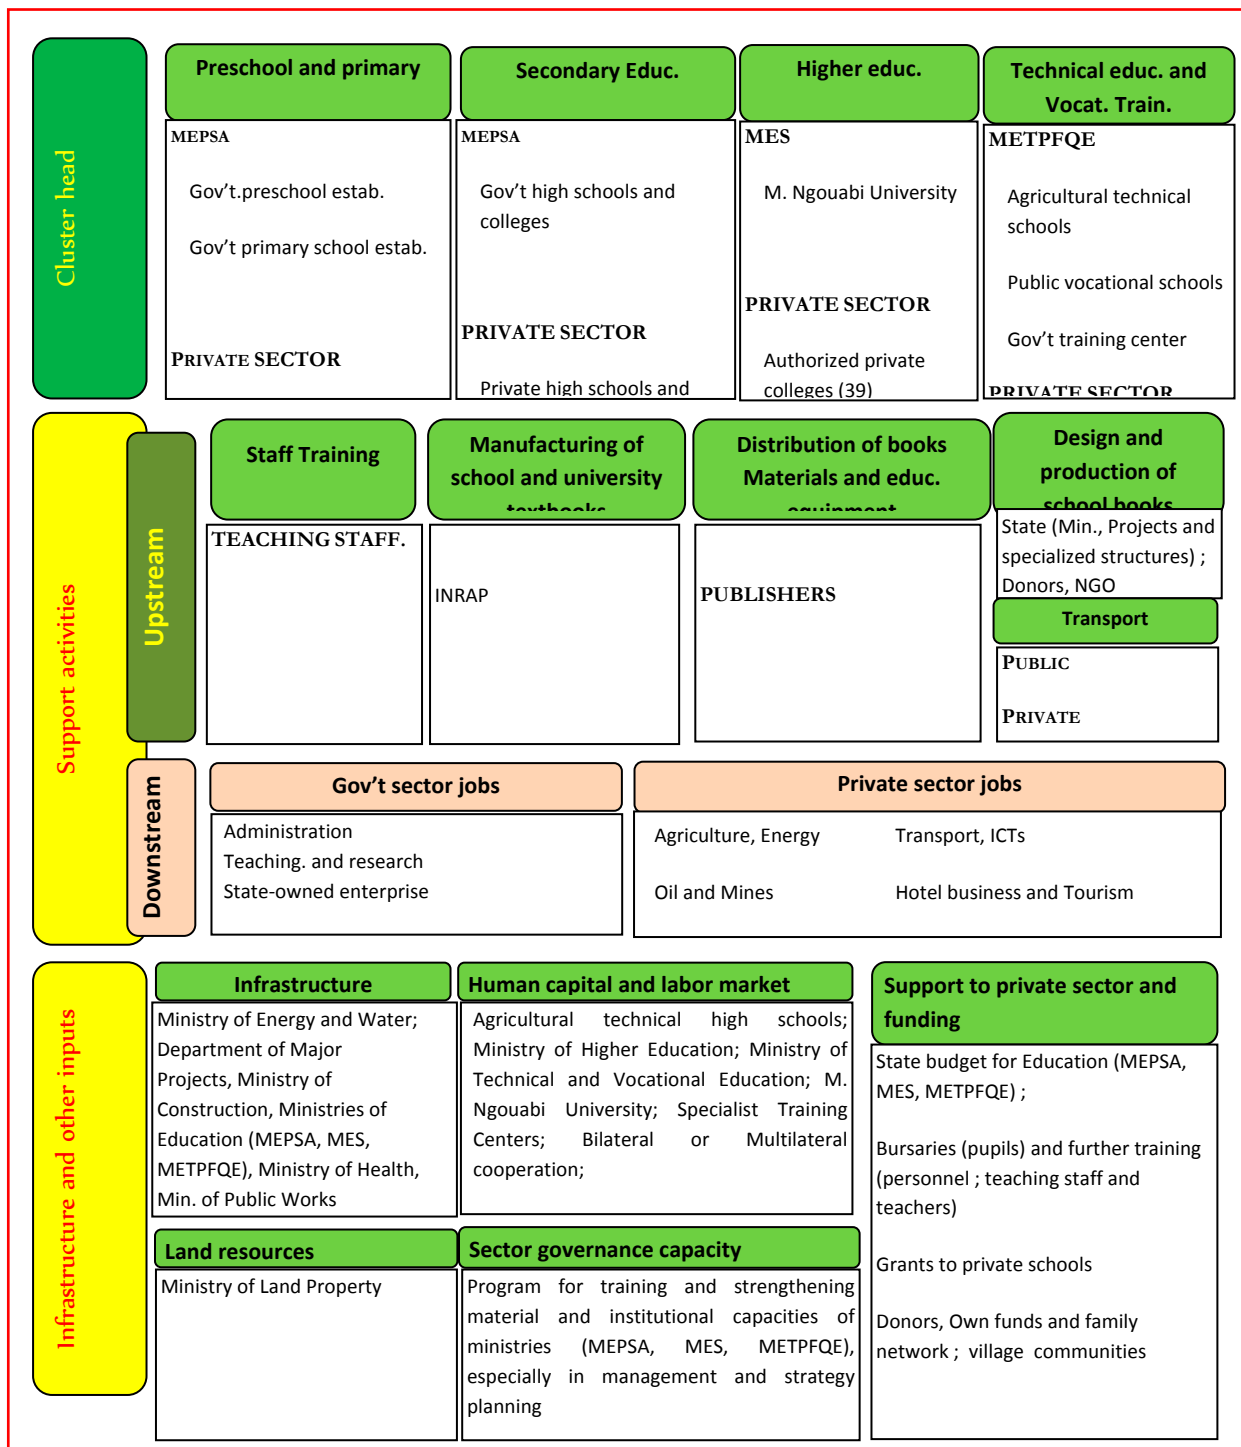 Cluster head
Preschool and primary
MEPSA
Gov't.preschool estab.
Gov't primary school estab.
PRIVATE SECTOR
Secondary Educ.
MEPSA
Gov't high schools and
colleges
PRIVATE SECTOR
Private high schools and
Higher educ.
MES
M. Ngouabi University
PRIVATE SECTOR
Authorized private
colleges (39)
Technical educ. and
Vocat. Train.
METPFQE
Agricultural technical
schools
Public vocational schools
Gov't training center
PRIVATE SECTOR
Support activities
Upstream
Staff Training
TEACHING STAFF.
Manufacturing of
school and university
textbooks
INRAP
Distribution of books
Materials and educ.
equipment
PUBLISHERS
Design and
production of
school books
State (Min., Projects and
specialized structures) ;
Donors, NGO
Transport
PUBLIC
PRIVATE
Downstream
Gov't sector jobs
Administration
Teaching. and research
State-owned enterprise
Private sector jobs
Agriculture, Energy Transport, ICTs
Oil and Mines Hotel business and Tourism
Infrastructure and other inputs
Infrastructure
Ministry of Energy and Water;
Department of Major
Projects, Ministry of
Construction, Ministries of
Education (MEPSA, MES,
METPFQE), Ministry of Health,
Min. of Public Works
Human capital and labor market
Agricultural technical high schools;
Ministry of Higher Education; Ministry of
Technical and Vocational Education; M.
Ngouabi University; Specialist Training
Centers; Bilateral or Multilateral
cooperation;
Support to private sector and
funding
State budget for Education (MEPSA,
MES, METPFQE) ;
Bursaries (pupils) and further training
(personnel ; teaching staff and
teachers)
Grants to private schools
Donors, Own funds and family
network ; village communities
Land resources
Ministry of Land Property
Sector governance capacity
Program for training and strengthening
material and institutional capacities of
ministries (MEPSA, MES, METPFQE),
especially in management and strategy
planning